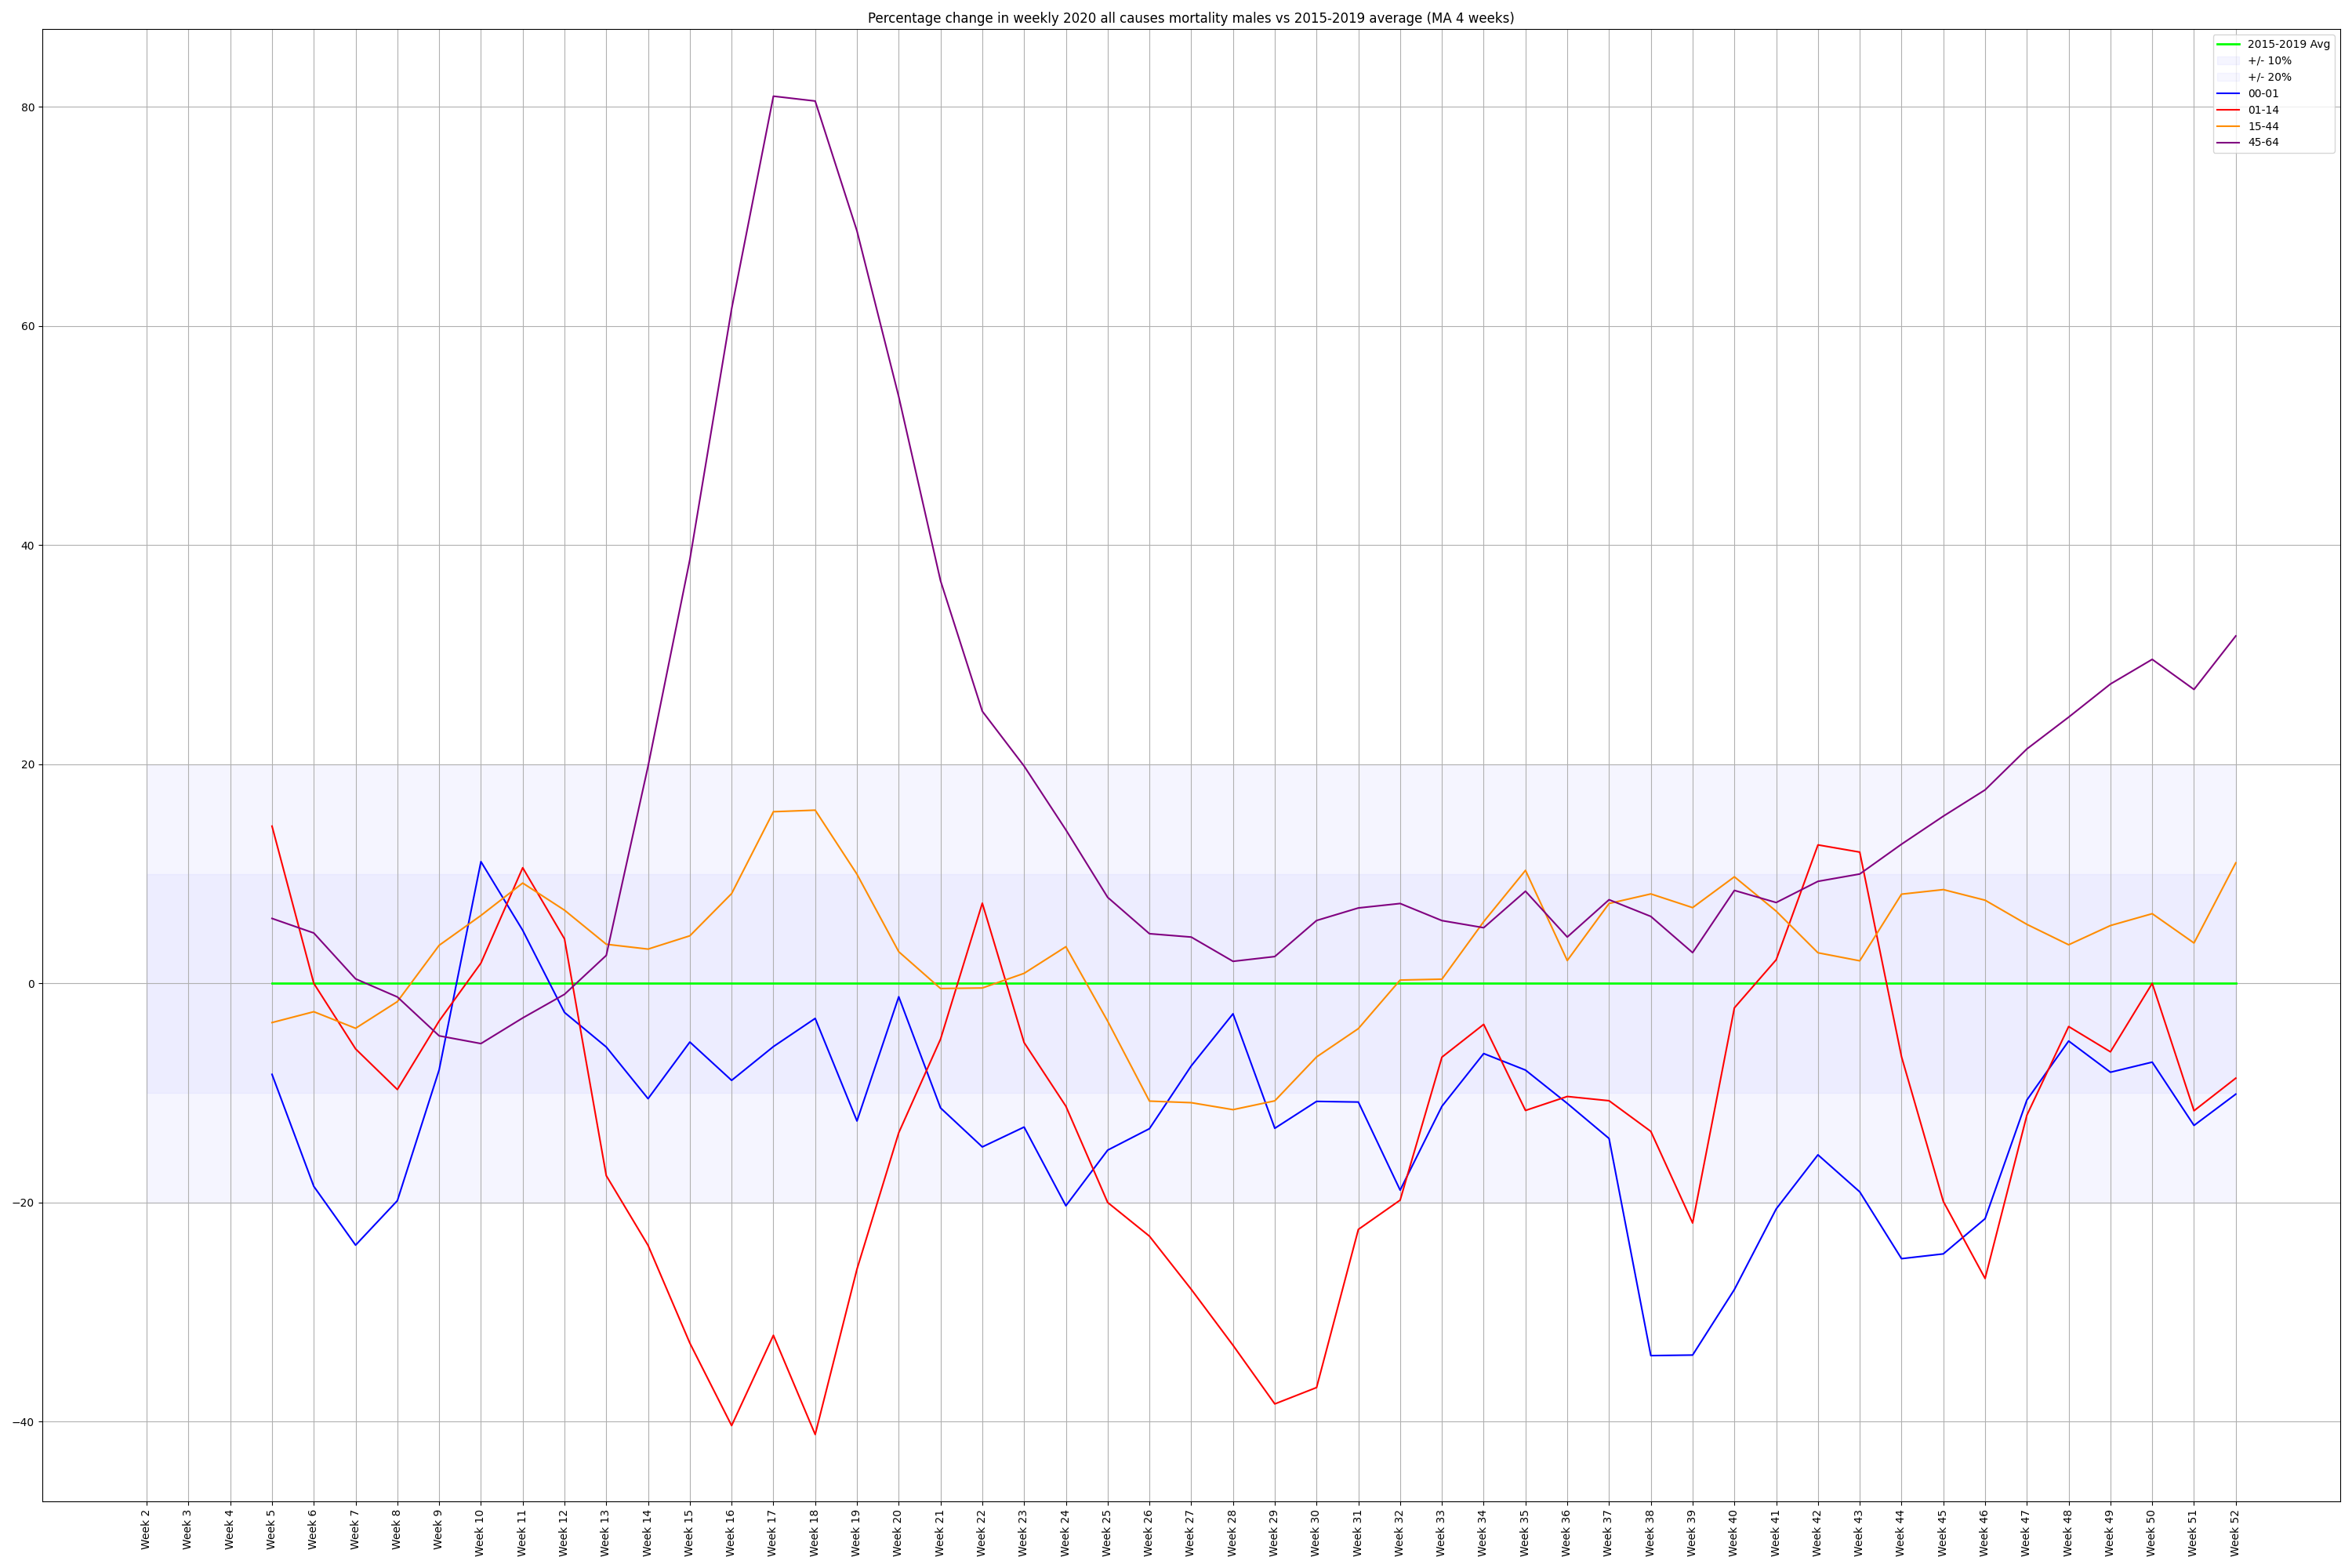 Percentage change in weekly 2020 all causes mortality males vs 2015-2019 average (MA 4 weeks)
2015-2019 Avg
+/- 10%
+/- 20%
00-01
01-14
15-44
45-64
80
60
40
20
0
−20
−40
Week 2
Week 3
Week 4
Week 5
Week 6
Week 7
Week 8
Week 9
Week 10
Week 11
Week 12
Week 13
Week 14
Week 15
Week 16
Week 17
Week 18
Week 19
Week 20
Week 21
Week 22
Week 23
Week 24
Week 25
Week 26
Week 27
Week 28
Week 29
Week 30
Week 31
Week 32
Week 33
Week 34
Week 35
Week 36
Week 37
Week 38
Week 39
Week 40
Week 41
Week 42
Week 43
Week 44
Week 45
Week 46
Week 47
Week 48
Week 49
Week 50
Week 51
Week 52